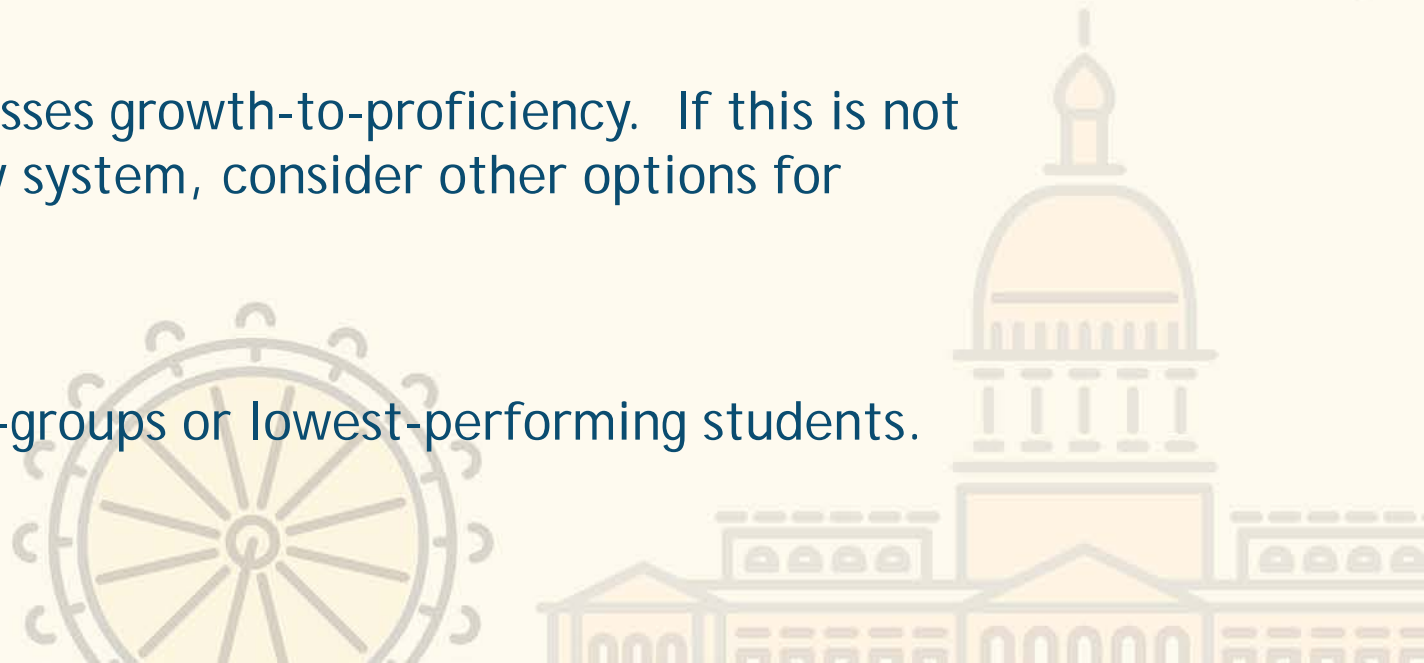 sses growth-to-proficiency.  If this is not
system, consider other options for
-groups or lowest-performing students.